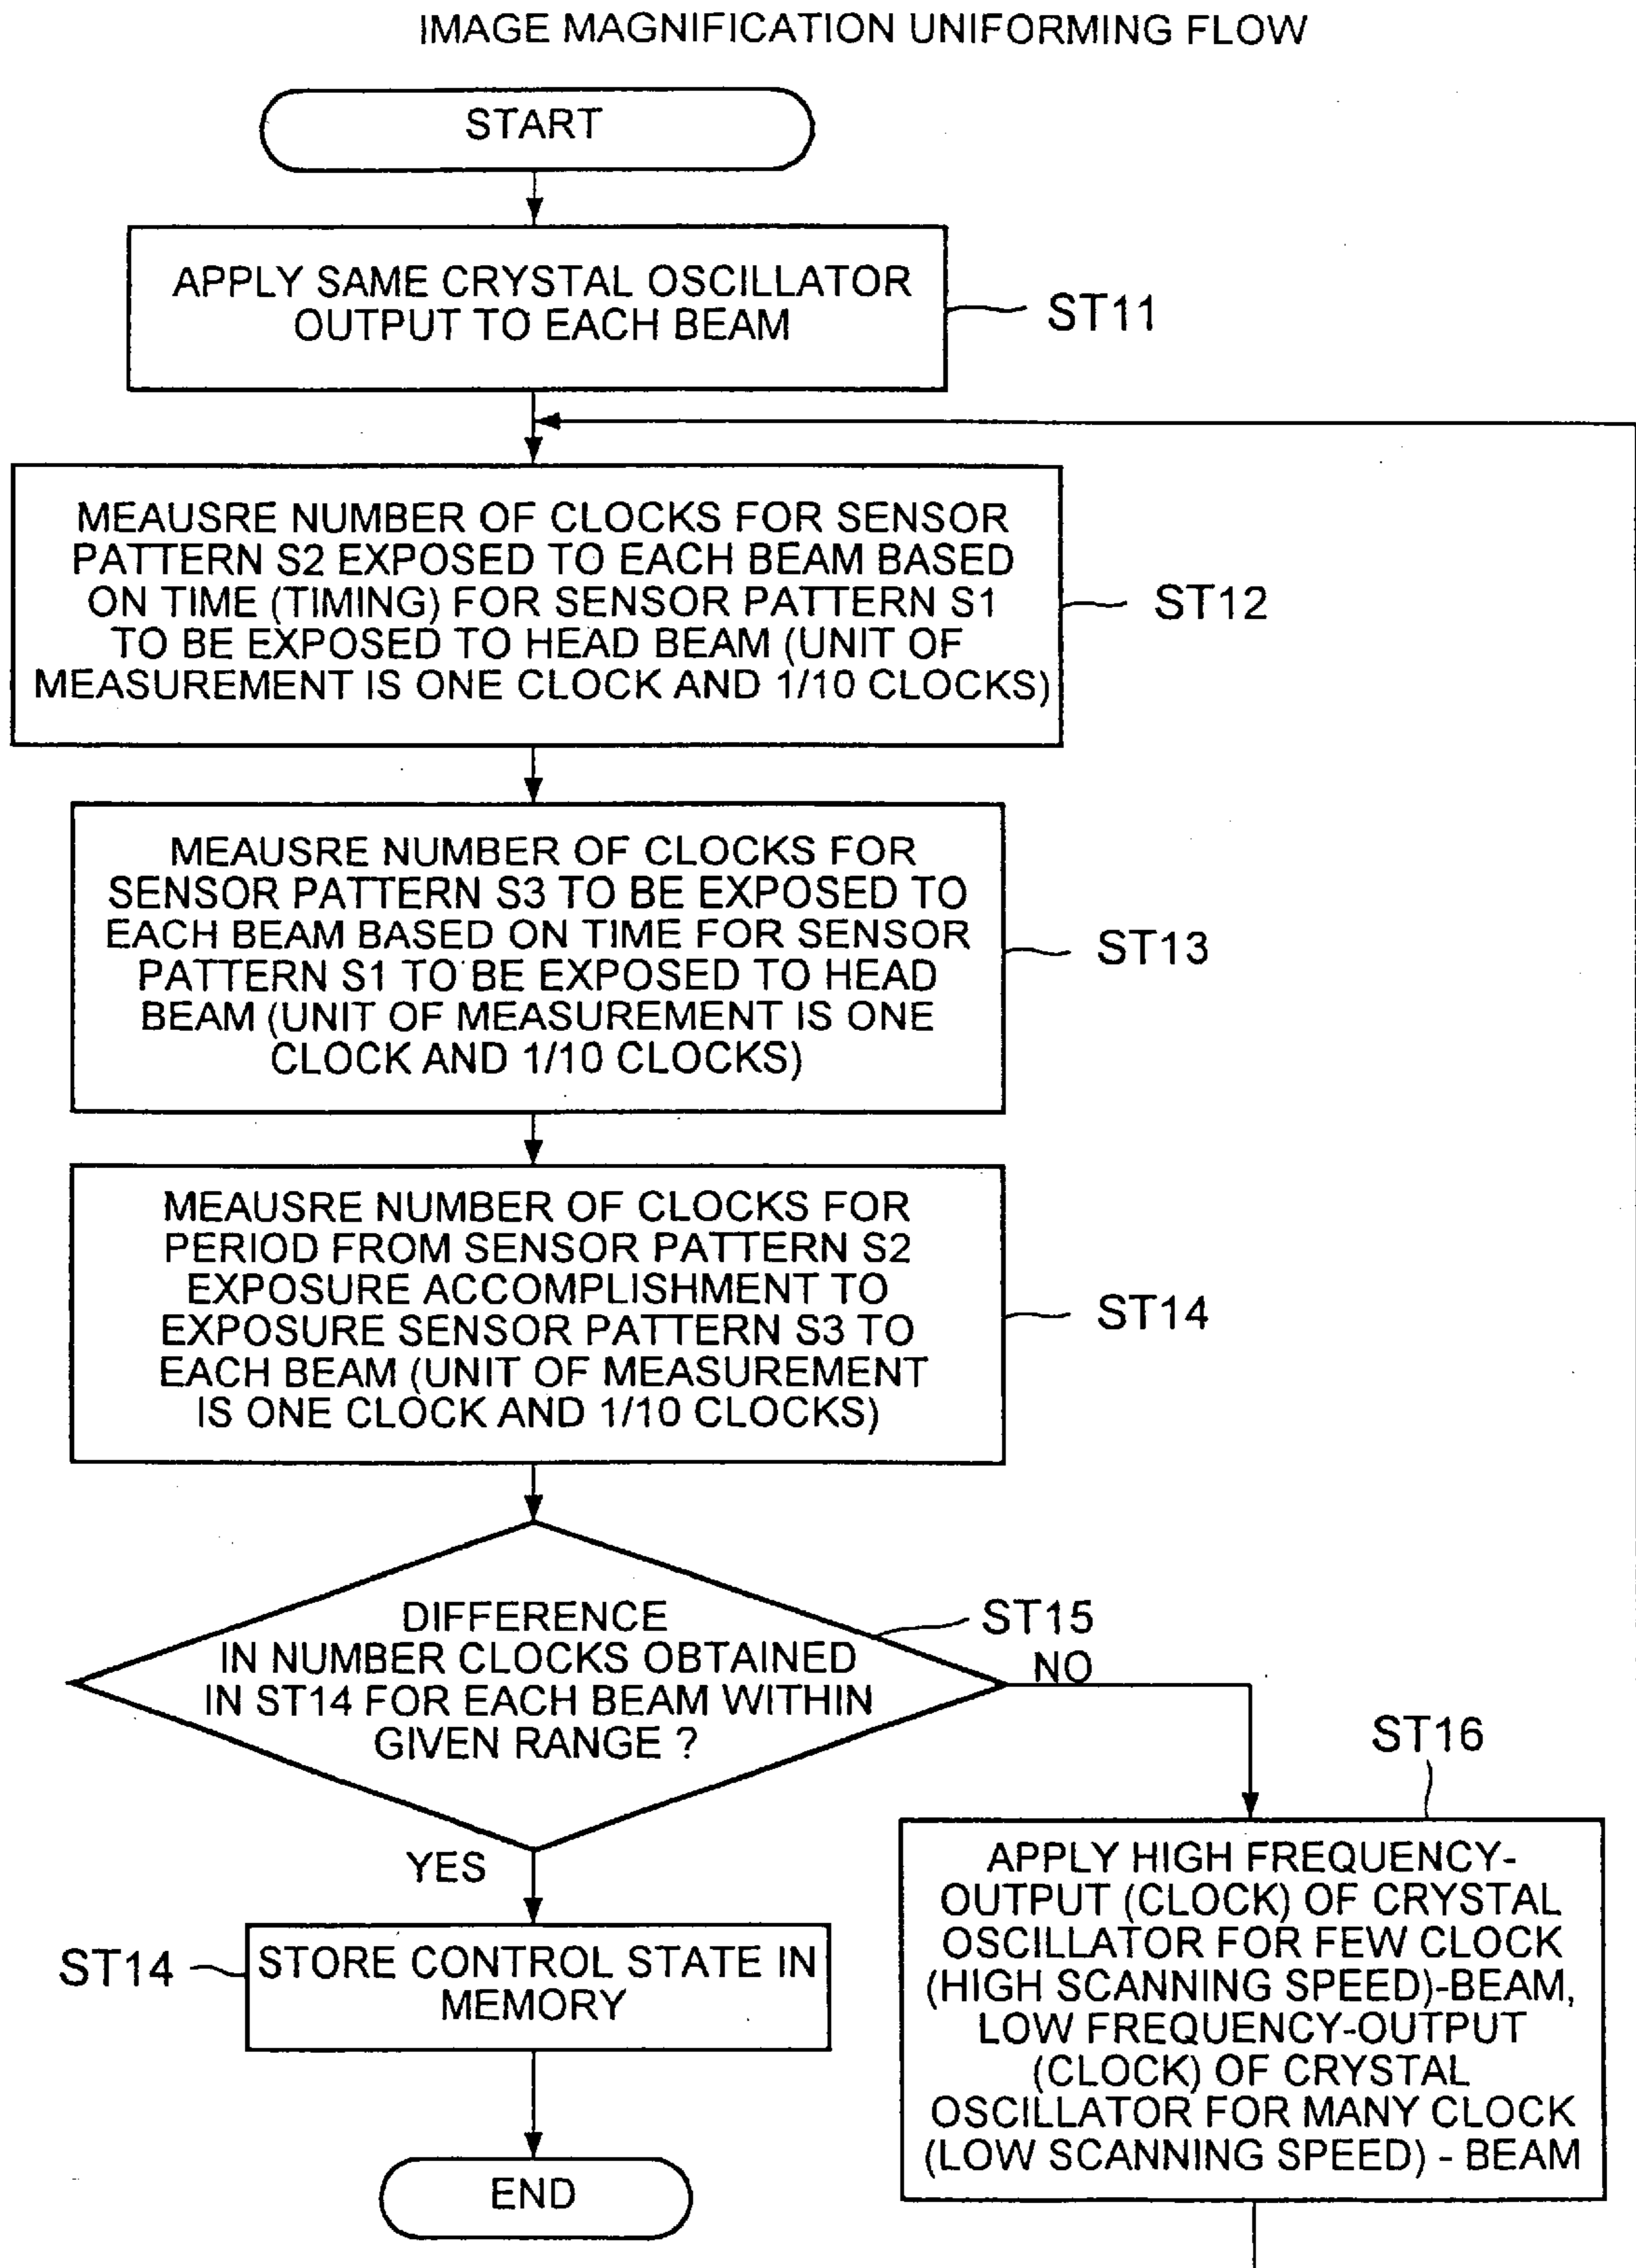 IMAGE MAGNIFICATION UNIFORMING FLOW
START
APPLY SAME CRYSTAL OSCILLATOR
OUTPUT TO EACH BEAM
ST11
MEAUSRE NUMBER OF CLOCKS FOR SENSOR
PATTERN S2 EXPOSED TO EACH BEAM BASED
ON TIME (TIMING) FOR SENSOR PATTERN S1
TO BE EXPOSED TO HEAD BEAM (UNIT OF
MEASUREMENT IS ONE CLOCK AND 1/10 CLOCKS)
ST12
MEAUSRE NUMBER OF CLOCKS FOR
SENSOR PATTERN S3 TO BE EXPOSED TO
EACH BEAM BASED ON TIME FOR SENSOR
PATTERN S1 TO BE EXPOSED TO HEAD
BEAM (UNIT OF MEASUREMENT IS ONE
CLOCK AND 1/10 CLOCKS)
ST13
MEAUSRE NUMBER OF CLOCKS FOR
PERIOD FROM SENSOR PATTERN S2
EXPOSURE ACCOMPLISHMENT TO
EXPOSURE SENSOR PATTERN S3 TO
EACH BEAM (UNIT OF MEASUREMENT
IS ONE CLOCK AND 1/10 CLOCKS)
ST14
DIFFERENCE
IN NUMBER CLOCKS OBTAINED
IN ST14 FOR EACH BEAM WITHIN
GIVEN RANGE ?
ST15
NO
YES
ST16
APPLY HIGH FREQUENCY-
OUTPUT (CLOCK) OF CRYSTAL
OSCILLATOR FOR FEW CLOCK
(HIGH SCANNING SPEED)-BEAM,
LOW FREQUENCY-OUTPUT
(CLOCK) OF CRYSTAL
OSCILLATOR FOR MANY CLOCK
(LOW SCANNING SPEED) - BEAM
ST14
STORE CONTROL STATE IN
MEMORY
END